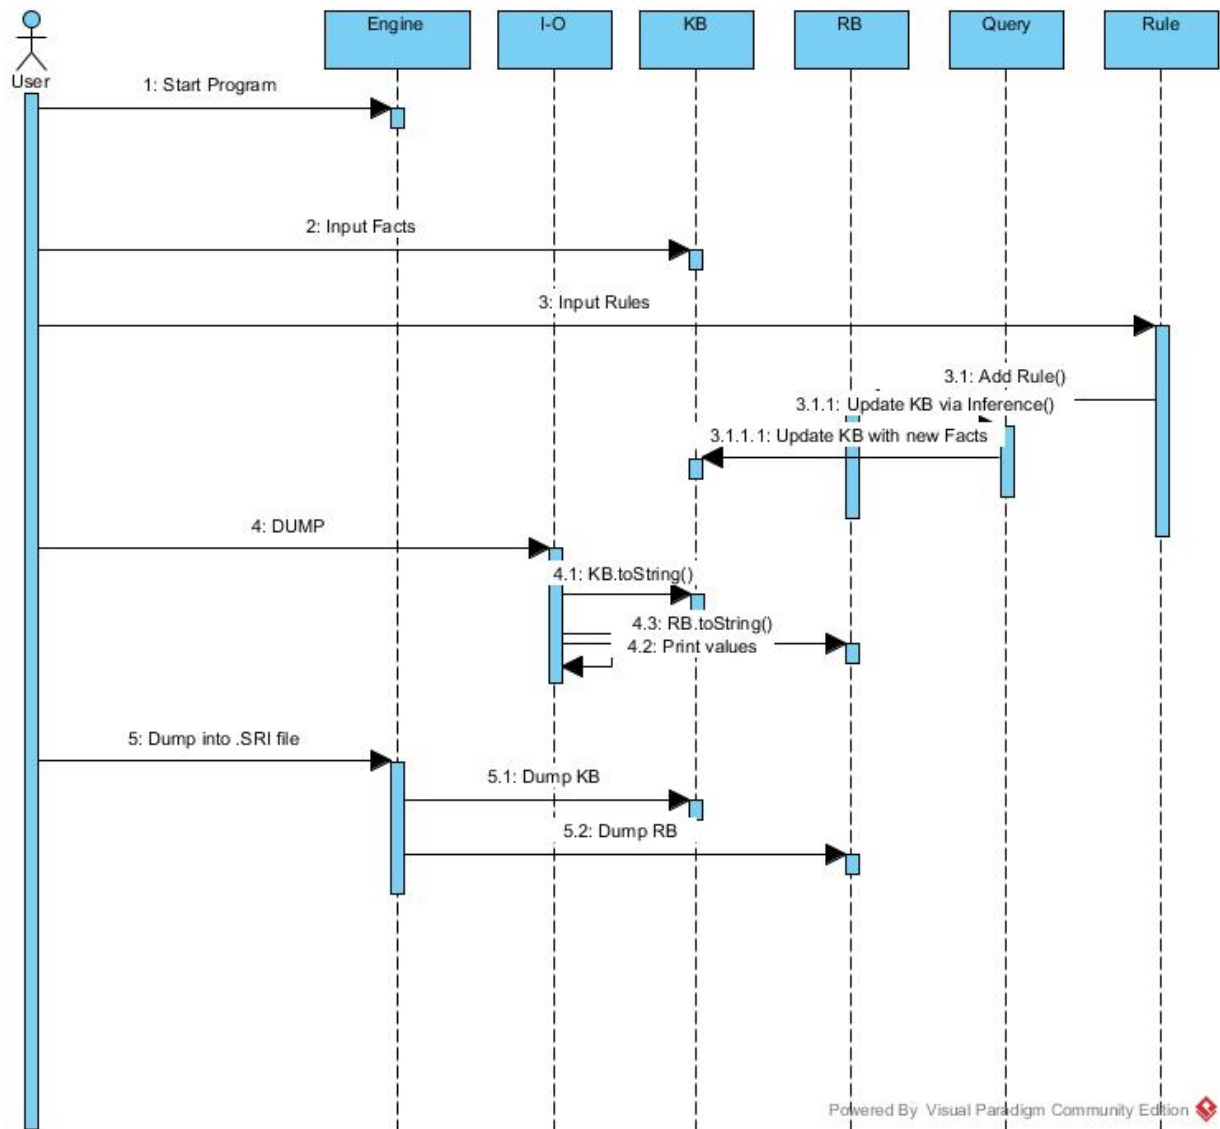 Engine
I-O
KB
RB
Query
Rule
User
1: Start Program
2: Input Facts
3: Input Rules
3.1: Add Rule()
3.1.1: Update KB via Inference()
3.1.1.1: Update KB with new Facts
4: DUMP
4.1: KB.toString()
4.3: RB.toString()
4.2: Print values
5: Dump into .SRI file
5.1: Dump KB
5.2: Dump RB
Powered By Visual Paradigm Community Edition